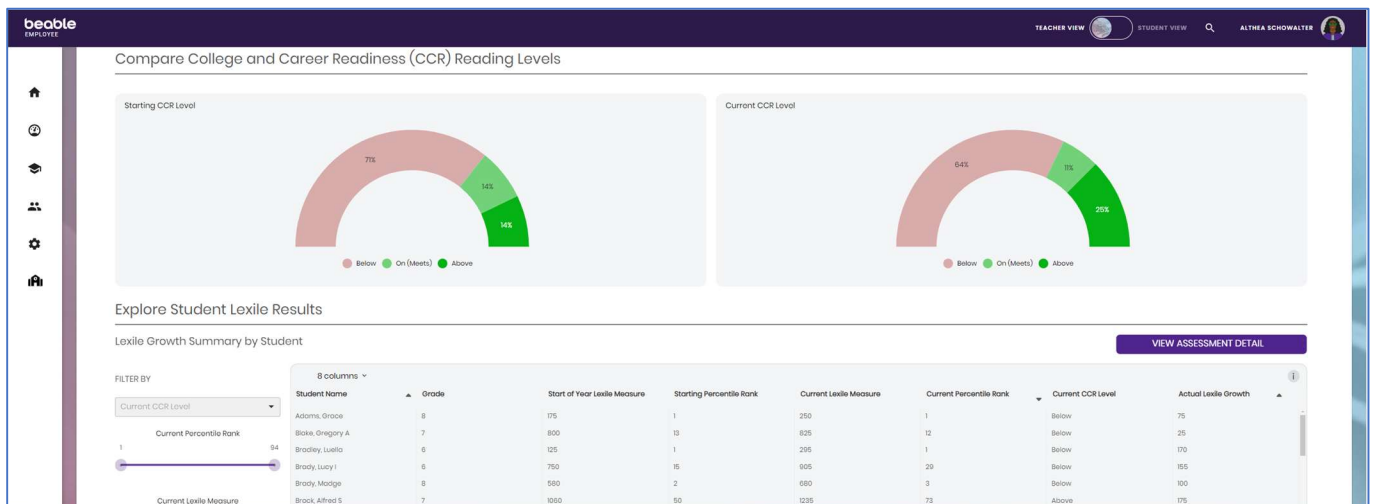 beable
EMPLOYEE
TEACHER VIEW STUDENT VIEW ALTHEA SCHOWALTER
Compare College and Career Readiness (CCR) Reading Levels
Starting CCR Level
71%
14%
14%
Below On (Meets) Above
Current CCR Level
64%
11%
25%
Below On (Meets) Above
Explore Student Lexile Results
Lexile Growth Summary by Student
VIEW ASSESSMENT DETAIL
FILTER BY
Current CCR Level
Current Percentile Rank
1 94
Current Lexile Measure
8 columns
i
Student Name Grade Start of Year Lexile Measure Starting Percentile Rank Current Lexile Measure Current Percentile Rank Current CCR Level Actual Lexile Growth
Adams, Grace 8 175 1 250 1 Below 75
Blake, Gregory A 7 800 13 825 12 Below 25
Bradley, Luella 6 125 1 295 1 Below 170
Brady, Lucy I 6 750 15 905 29 Below 155
Brady, Madge 8 580 2 680 3 Below 100
Brock, Alfred S 7 1060 50 1235 73 Above 175